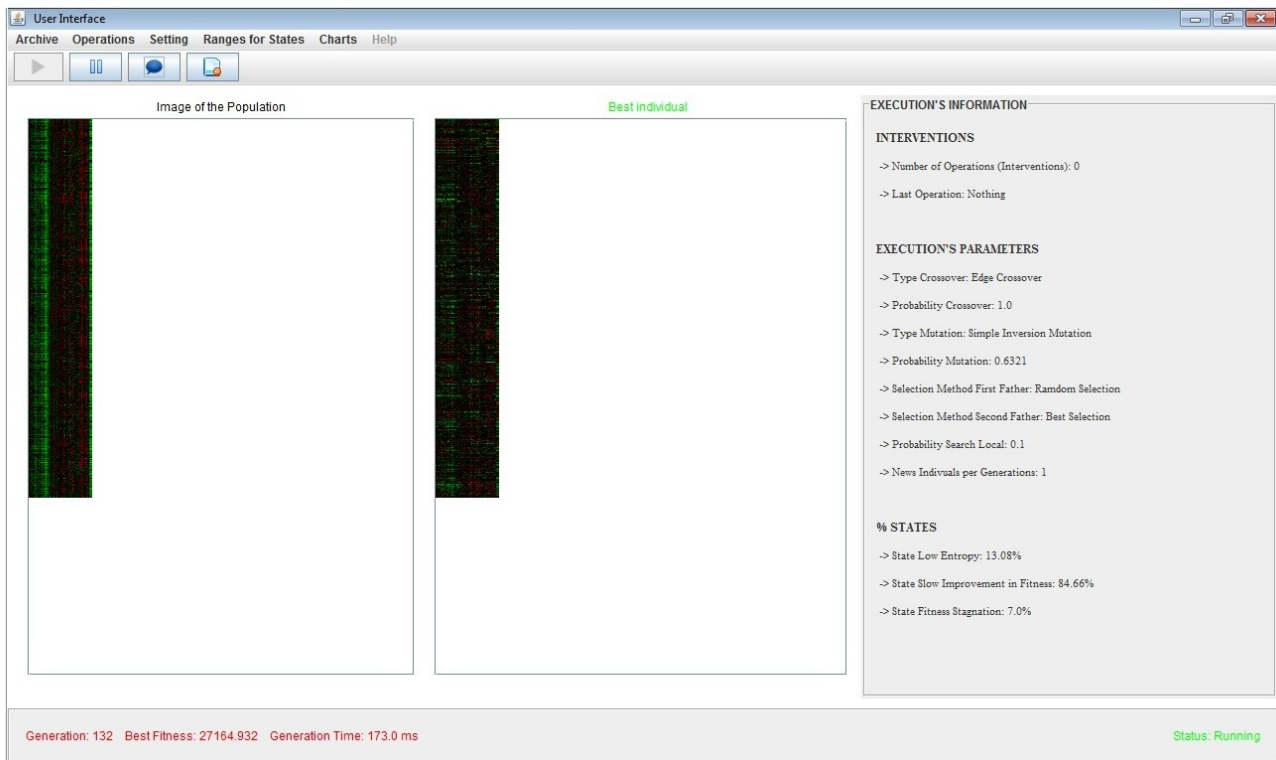 User Interface
Archive Operations Setting Ranges for States Charts Help
Image of the Population
Best individual
EXECUTION'S INFORMATION
INTERVENTIONS
-> Number of Operations (Interventions): 0
-> Last Operation: Nothing
EXECUTION'S PARAMETERS
Type Crossover: Edge Crossover
Probability Crossover: 1.0
Type Mutation: Simple Inversion Mutation
Probability Mutation: 0.6321
-> Selection Method First Father: Ramdom Selection
-> Selection Method Second Father: Best Selection
Probability Search Local: 0.1
-> News Indvuals per Generations: 1
% STATES
-> State Low Entropy: 13.08%
-> State Slow Improvement in Fitness: 84.66%
-> State Fitness Stagnation: 7.0%
Generation: 132 Best Fitness: 27164.932 Generation Time: 173.0 ms
Status: Running